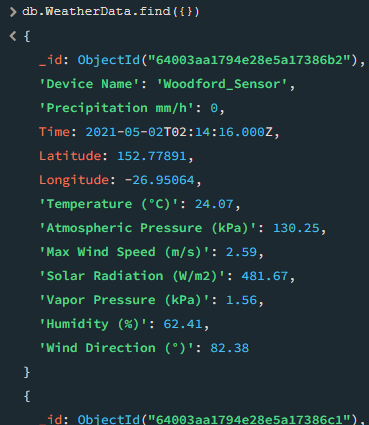 > db.WeatherData.find({})
< {
_id: ObjectId("64003aa1794e28e5a17386b2"),
'Device Name': 'Woodford_Sensor',
'Precipitation mm/h': 0,
Time: 2021-05-02T02:14:16.000Z,
Latitude: 152.77891,
Longitude: -26.95064,
'Temperature (°C)': 24.07,
'Atmospheric Pressure (kPa)': 130.25,
'Max Wind Speed (m/s)': 2.59,
'Solar Radiation (W/m2)': 481.67,
'Vapor Pressure (kPa)': 1.56,
'Humidity (%)': 62.41,
'Wind Direction (°)': 82.38
}
{
_id: ObjectId("64003aa1794e28e5a17386c1"),